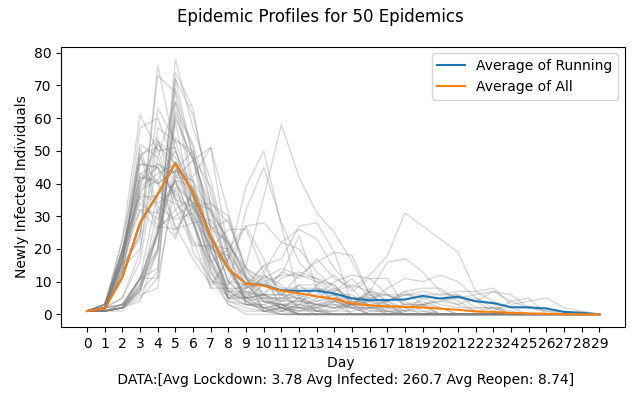 Epidemic Profiles for 50 Epidemics
Average of Running
Average of All
Newly Infected Individuals
80
70
60
50
40
30
20
10
0
0 1 2 3 4 5 6 7 8 9 10 11 12 13 14 15 16 17 18 19 20 21 22 23 24 25 26 27 28 29
Day
DATA:[Avg Lockdown: 3.78 Avg Infected: 260.7 Avg Reopen: 8.74]